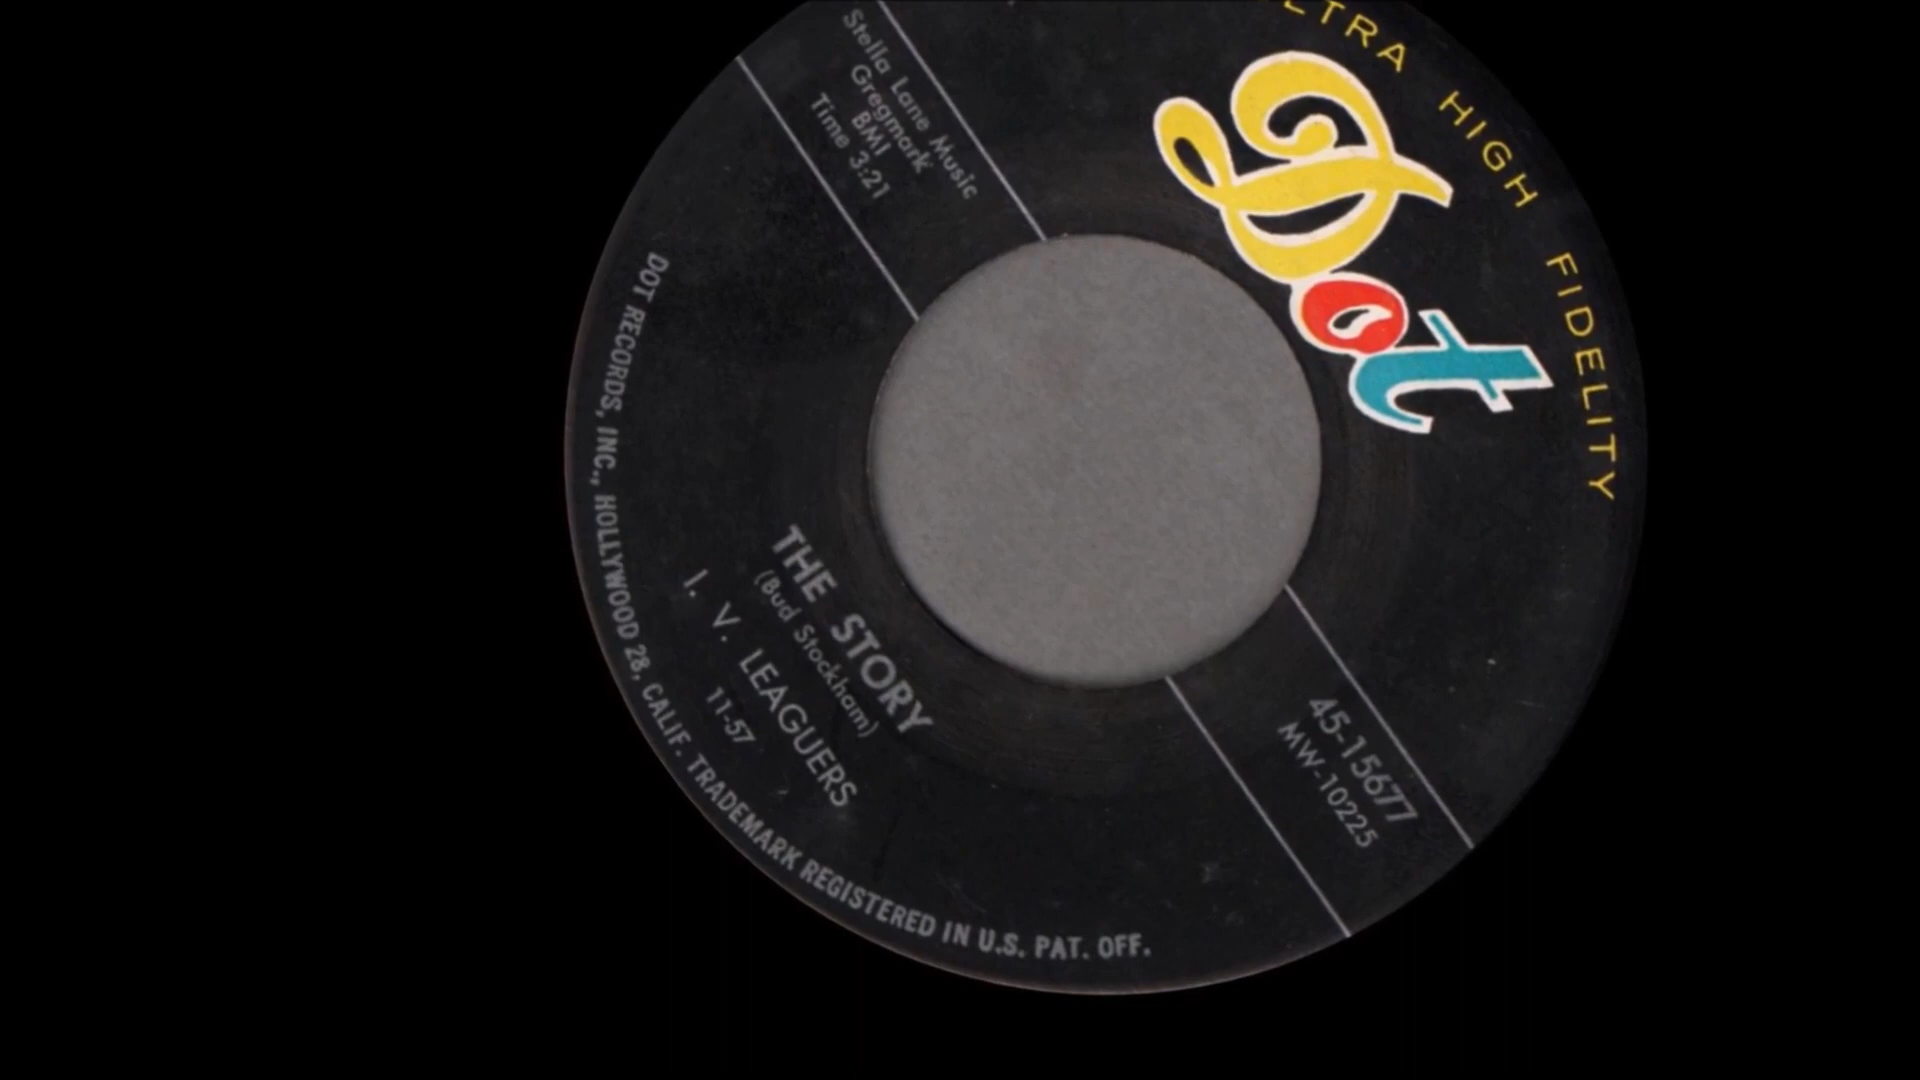 ULTRA HIGH FIDELITY
Dot
Stella Lane Music
Gregmark
BMI
Time 3:21
45-15677
MW-10225
THE STORY
(Bud Stockham)
I. V. LEAGUERS
11-57
DOT RECORDS, INC., HOLLYWOOD 28, CALIF. TRADEMARK REGISTERED IN U.S. PAT. OFF.